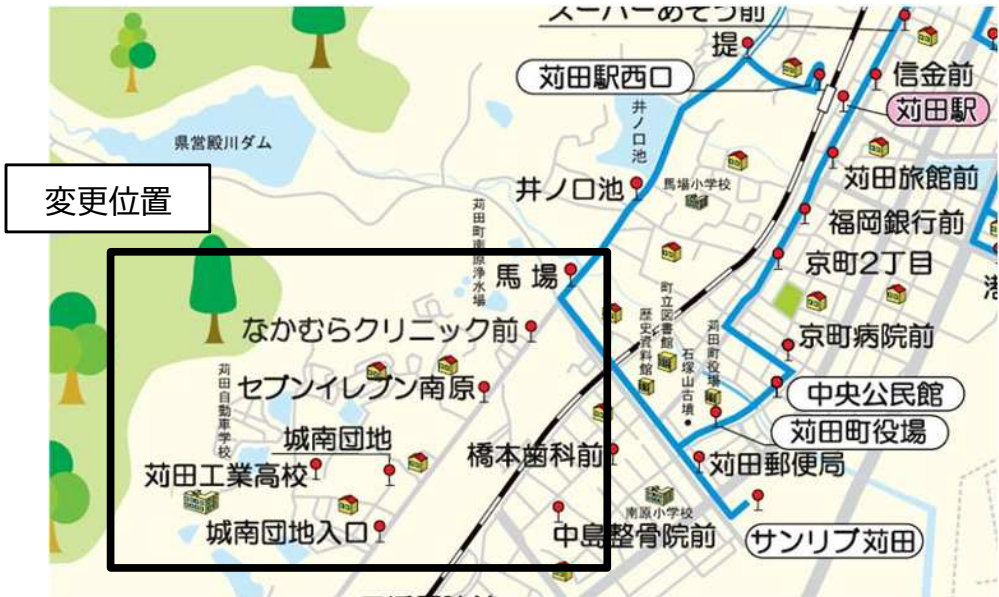 スーパーあそう前
提
苅田駅西口
信金前
苅田駅
県営殿川ダム
井ノ口池
変更位置
井ノ口池
馬場小学校
苅田旅館前
苅田町南原浄水場
福岡銀行前
馬場
京町2丁目
町立図書館
歴史資料館
苅田町役場
石塚山古墳
なかむらクリニック前
京町病院前
苅田自動車学校
セブンイレブン南原
中央公民館
城南団地
苅田町役場
橋本歯科前
苅田郵便局
苅田工業高校
南原小学校
城南団地入口
中島整骨院前
サンリブ苅田